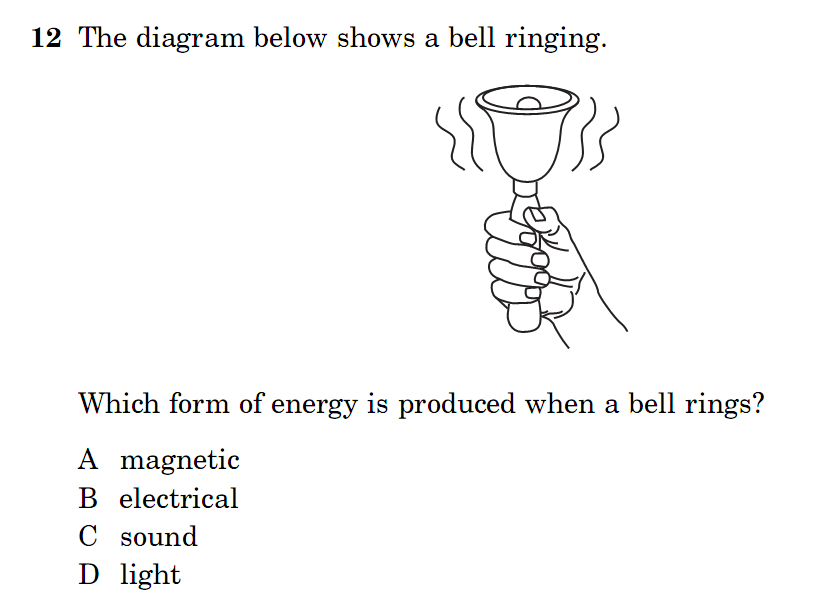 12 The diagram below shows a bell ringing.
Which form of energy is produced when a bell rings?
A magnetic
B electrical
C sound
D light